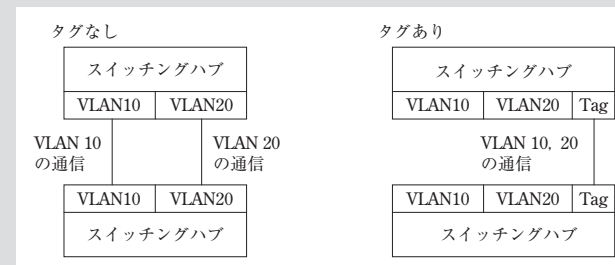 タグなし
スイッチングハブ
VLAN10 VLAN20
VLAN 10
の通信
VLAN 20
の通信
VLAN10 VLAN20
スイッチングハブ
タグあり
スイッチングハブ
VLAN10 VLAN20 Tag
VLAN 10, 20
の通信
VLAN10 VLAN20 Tag
スイッチングハブ